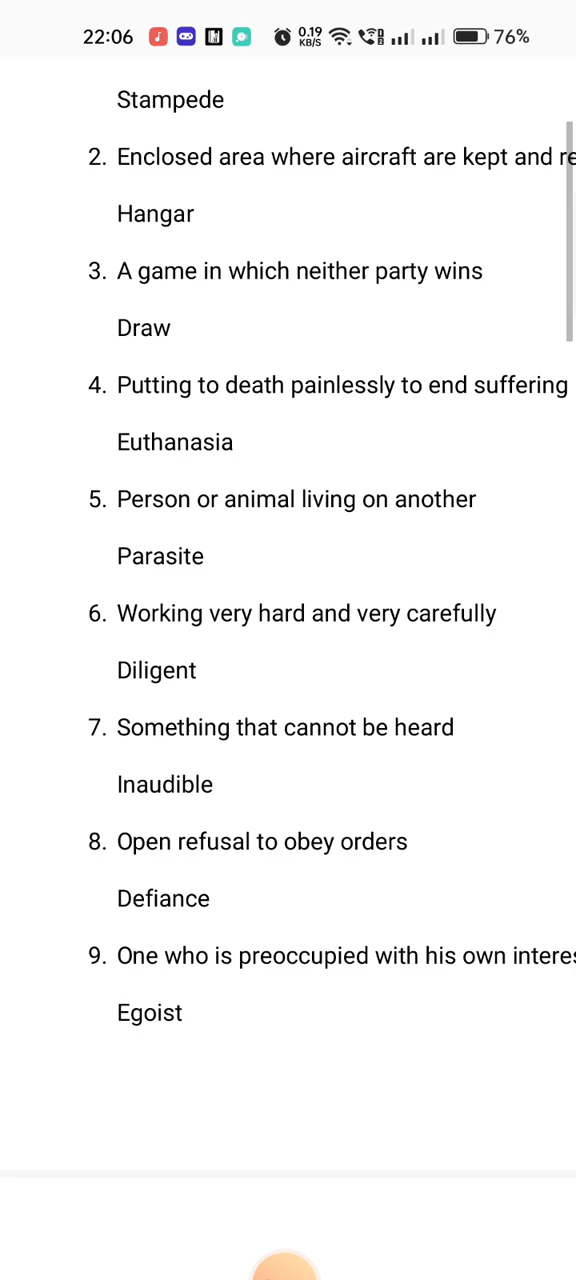 22:06 0.19 KB/S 76%
Stampede
2. Enclosed area where aircraft are kept and re
Hangar
3. A game in which neither party wins
Draw
4. Putting to death painlessly to end suffering
Euthanasia
5. Person or animal living on another
Parasite
6. Working very hard and very carefully
Diligent
7. Something that cannot be heard
Inaudible
8. Open refusal to obey orders
Defiance
9. One who is preoccupied with his own interes
Egoist